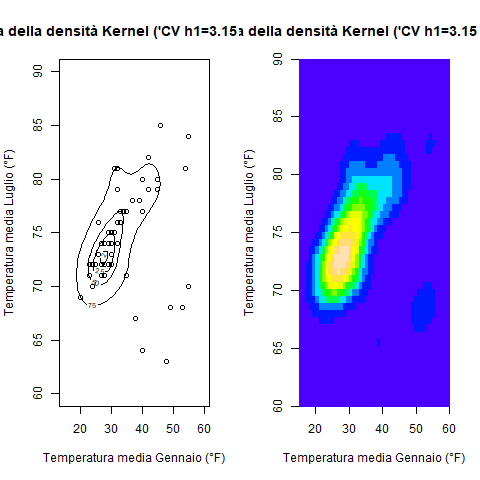 a della densità Kernel ('CV h1=3.15
a della densità Kernel ('CV h1=3.15
Temperatura media Luglio (°F)
60 65 70 75 80 85 90
75
20 30 40 50 60
Temperatura media Gennaio (°F)
Temperatura media Luglio (°F)
60 65 70 75 80 85 90
20 30 40 50 60
Temperatura media Gennaio (°F)